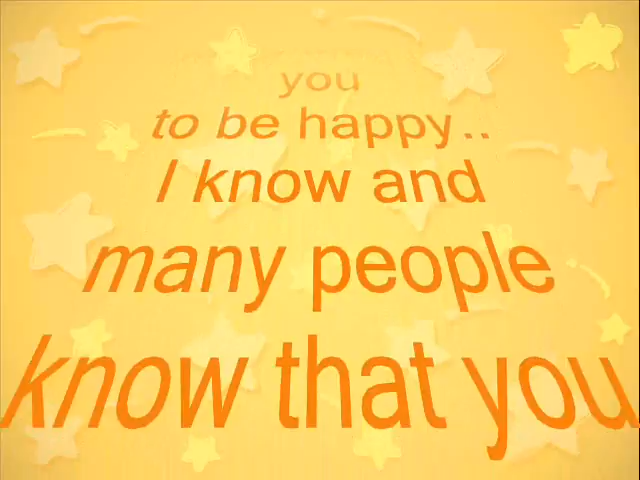 you
to be happy..
I know and
many people
know that you